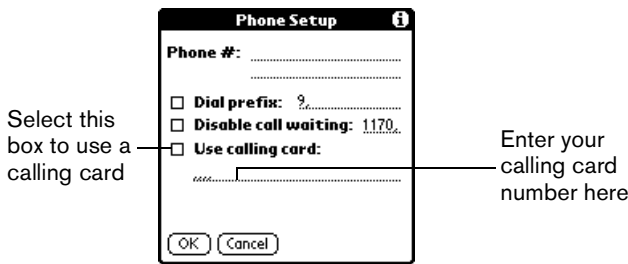 Phone Setup i
Phone #:
Dial prefix: 9,
Disable call waiting: 1170,
Use calling card:
,,,,
OK Cancel
Select this
box to use a
calling card
Enter your
calling card
number here